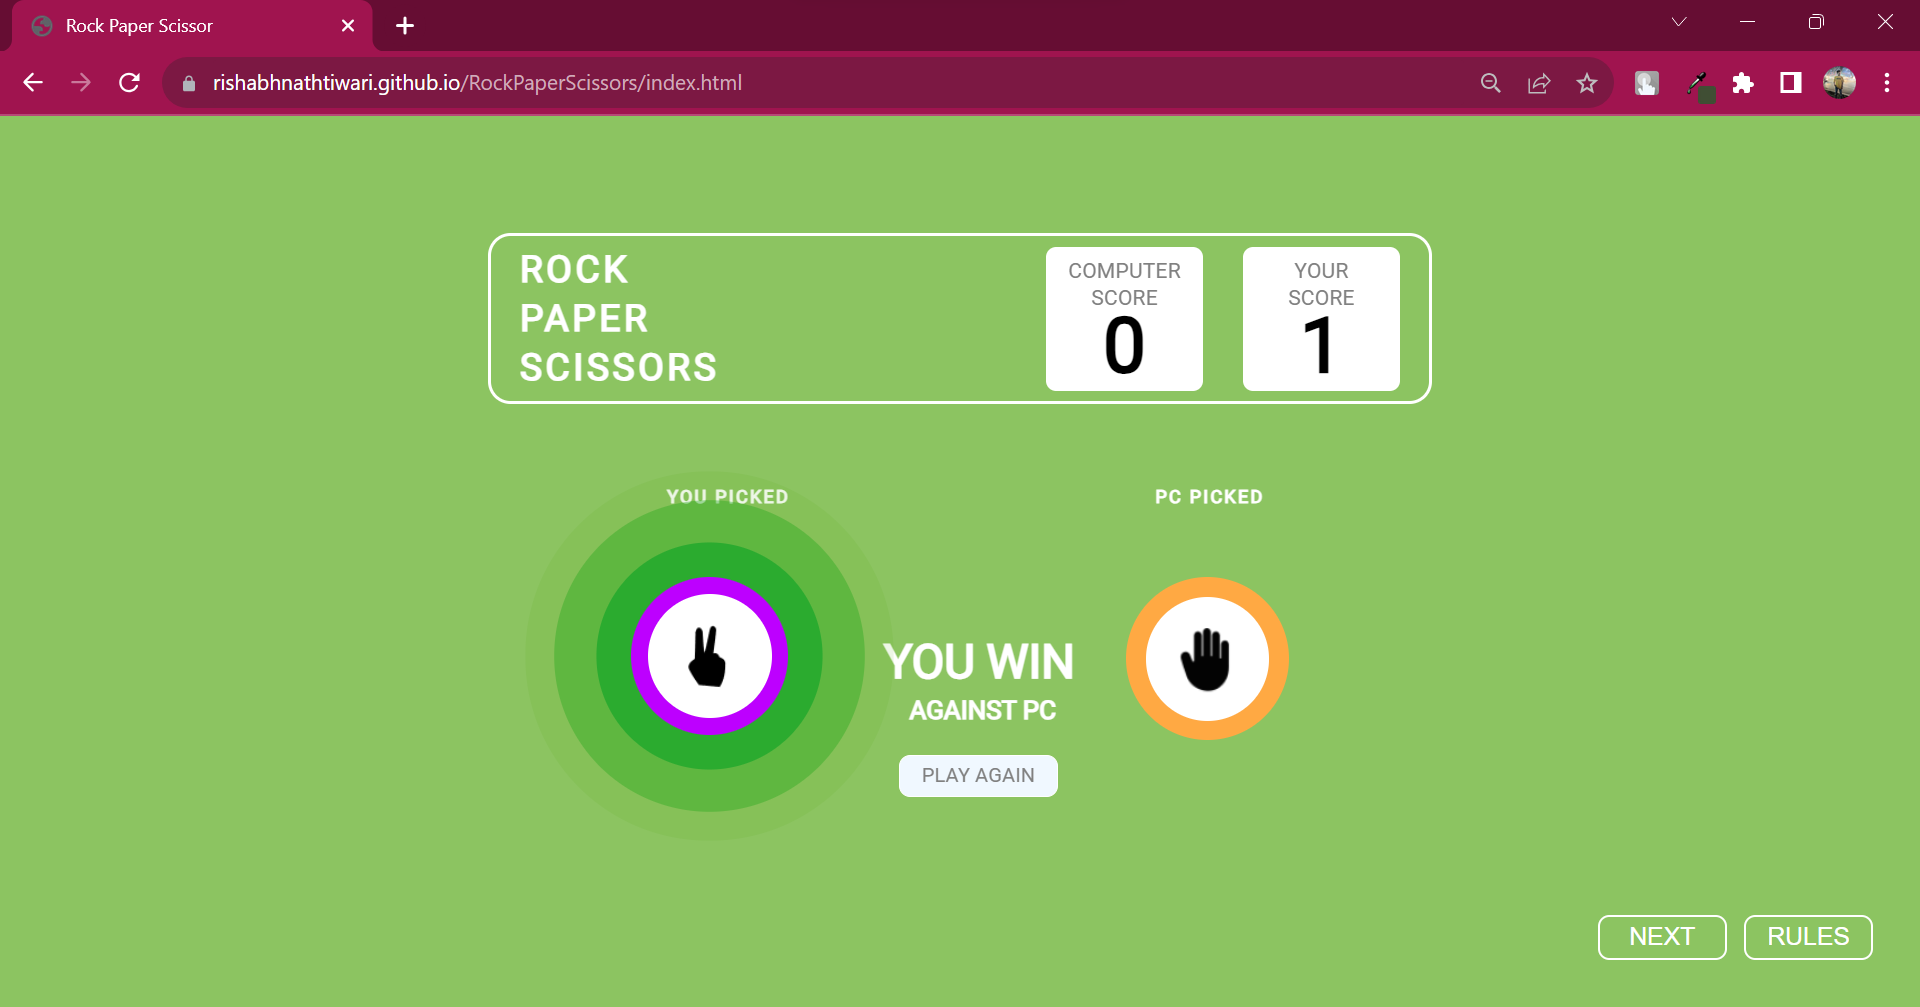 Rock Paper Scissor
rishabhnathtiwari.github.io/RockPaperScissors/index.html
ROCK
PAPER
SCISSORS
COMPUTER
SCORE
0
YOUR
SCORE
1
YOU PICKED
PC PICKED
YOU WIN
AGAINST PC
PLAY AGAIN
NEXT
RULES